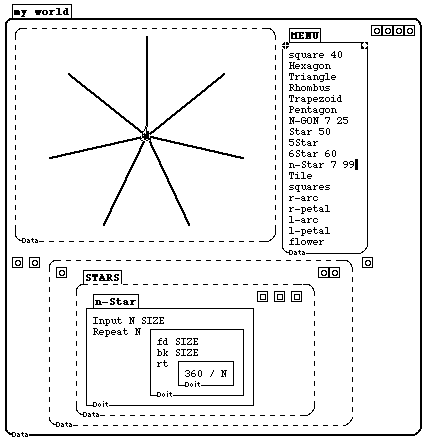 my world
Data
MENU
square 40
Hexagon
Triangle
Rhombus
Trapezoid
Pentagon
N-GON 7 25
Star 50
5Star
6Star 60
n-Star 7 99
Tile
squares
r-arc
r-petal
l-arc
l-petal
flower
Data
STARS
n-Star
Input N SIZE
Repeat N
fd SIZE
bk SIZE
rt
360 / N
Doit
Doit
Doit
Data
Data
Data